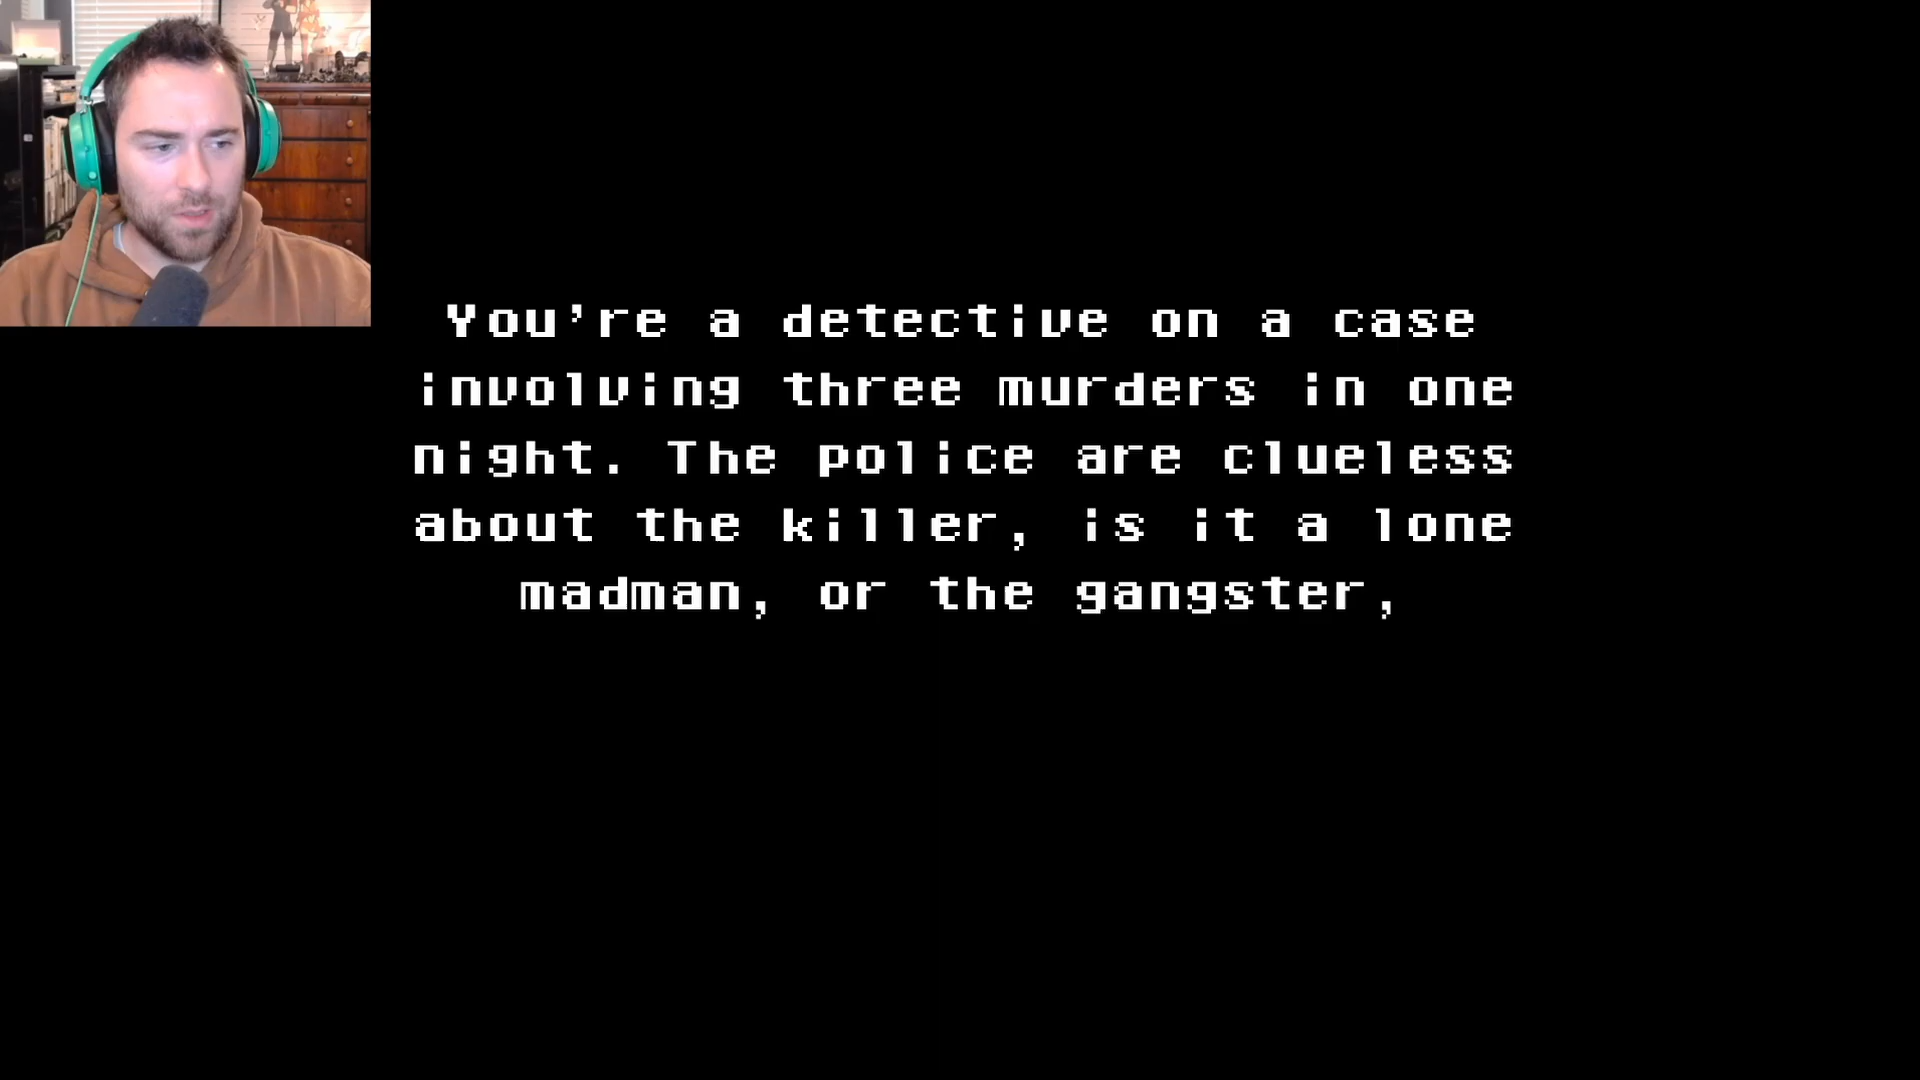 You're a detective on a case
involving three murders in one
night. The police are clueless
about the killer, is it a lone
madman, or the gangster,